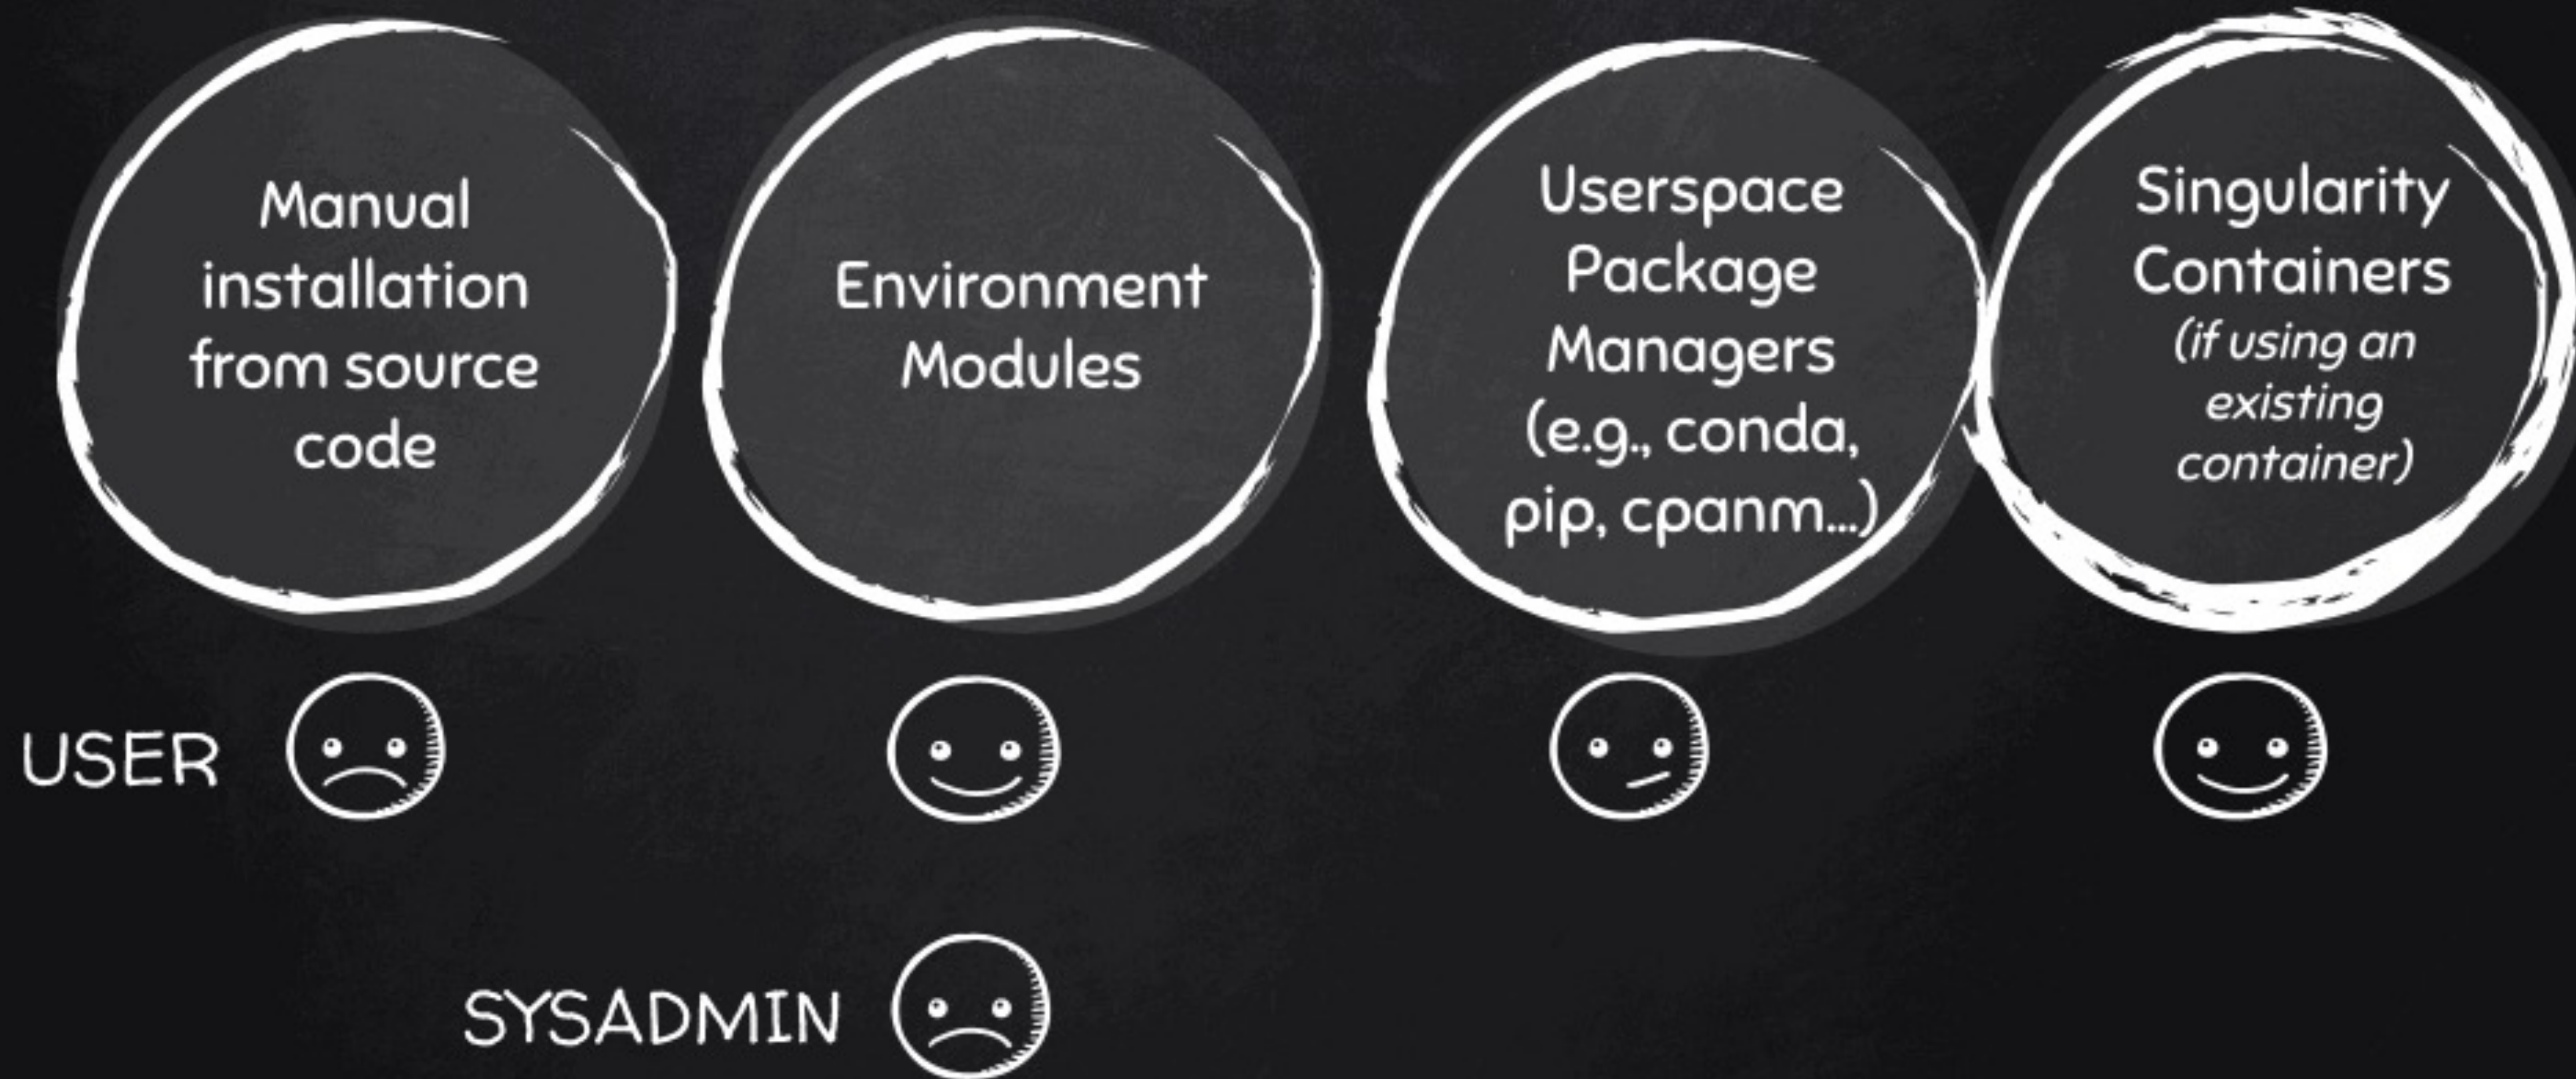 Manual
installation
from source
code
Environment
Modules
Userspace
Package
Managers
(e.g., conda,
pip, cpanm...)
Singularity
Containers
(if using an
existing
container)
USER
SYSADMIN